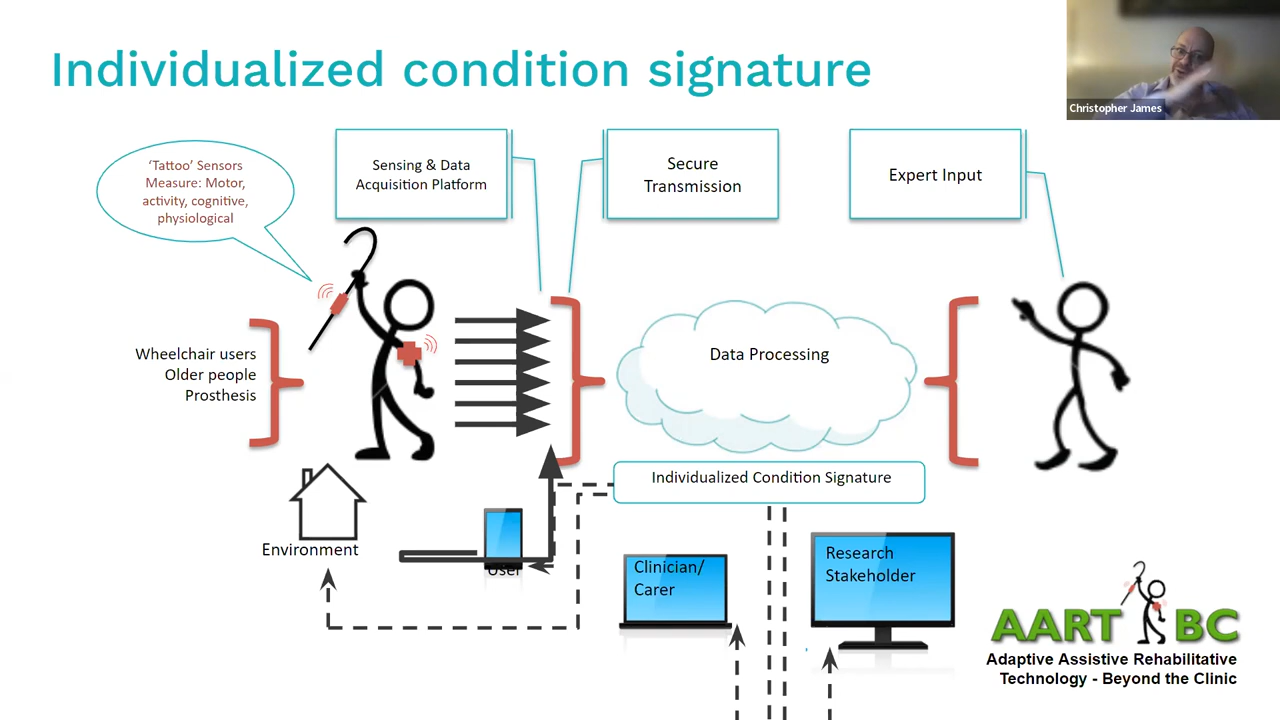 Individualized condition signature
Christopher James
'Tattoo' Sensors
Measure: Motor,
activity, cognitive,
physiological
Sensing & Data
Acquisition Platform
Secure
Transmission
Expert Input
Wheelchair users
Older people
Prosthesis
Data Processing
Individualized Condition Signature
Environment
User
Clinician/
Carer
Research
Stakeholder
AART BC
Adaptive Assistive Rehabilitative
Technology - Beyond the Clinic